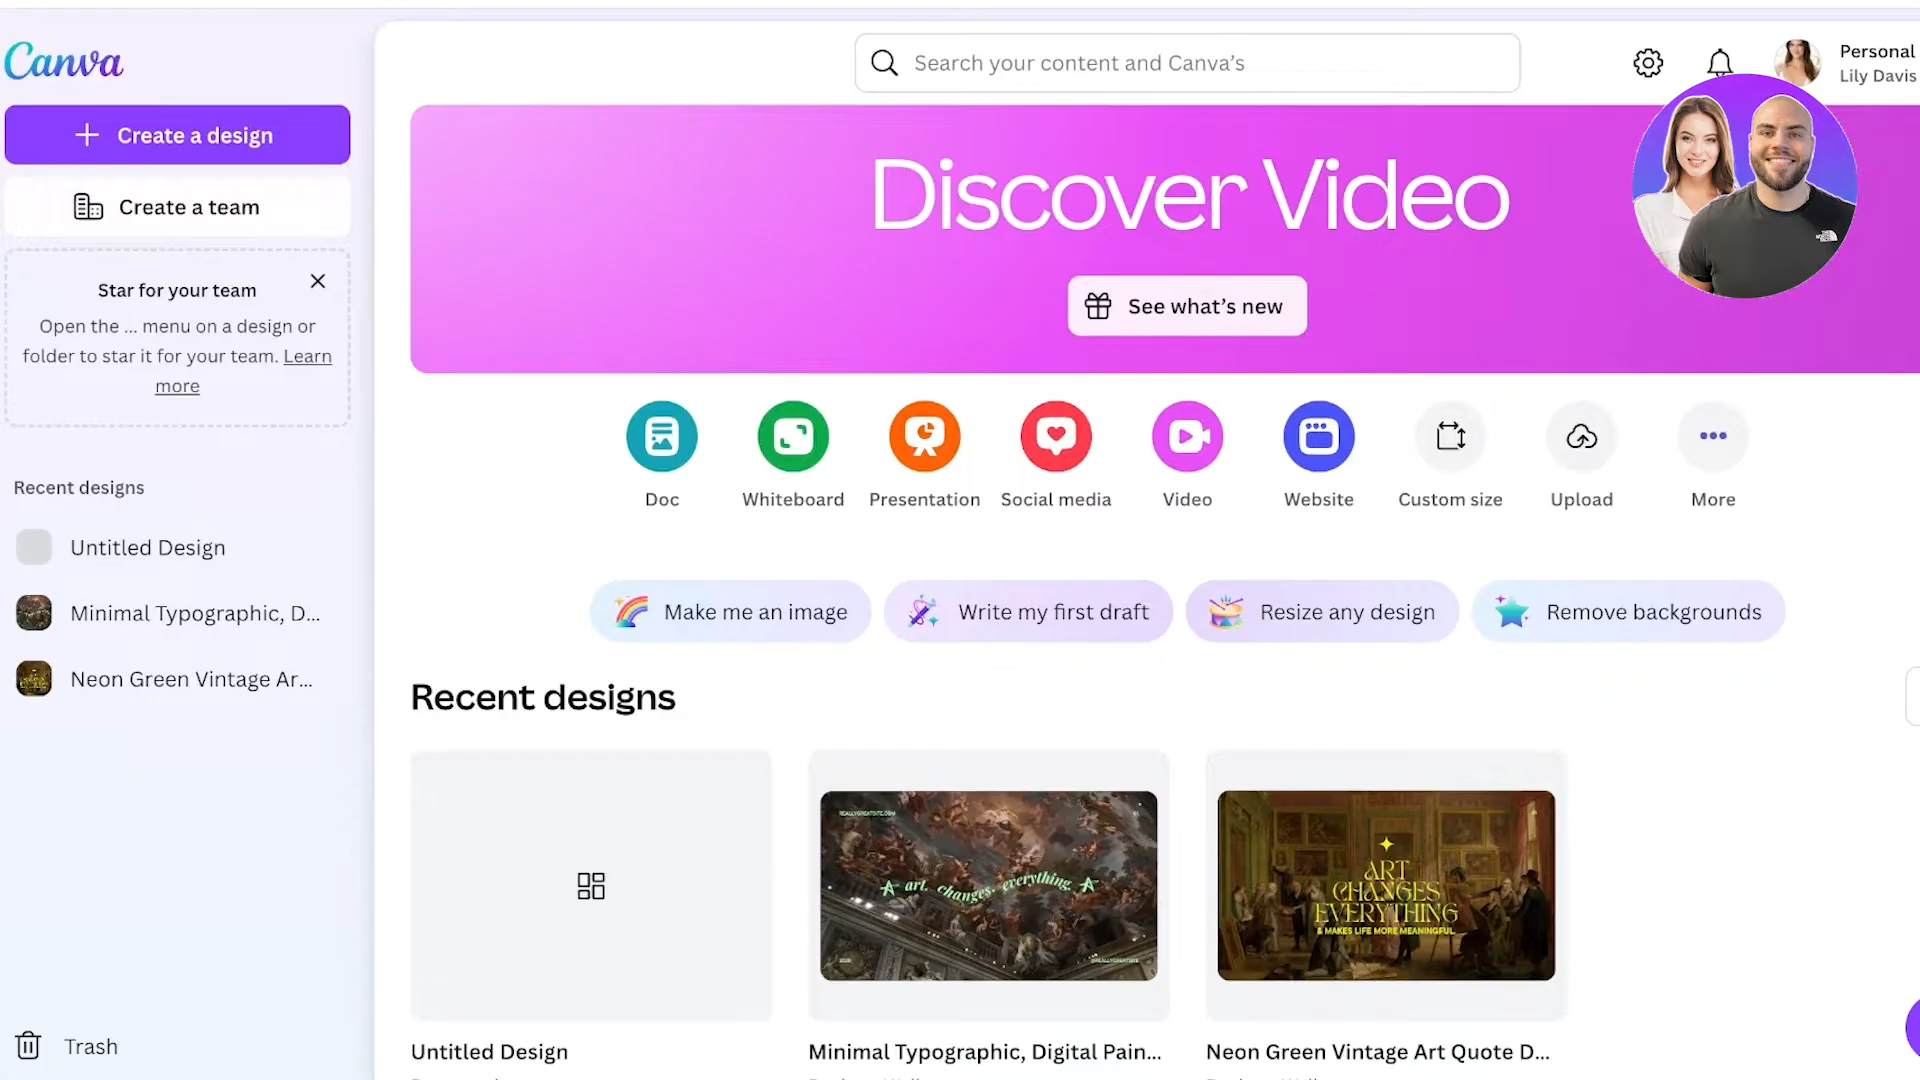 Canva
Search your content and Canva's
Personal
Lily Davis
Create a design
Create a team
Star for your team
Open the ... menu on a design or
folder to star it for your team. Learn
more
Discover Video
See what's new
Doc
Whiteboard
Presentation
Social media
Video
Website
Custom size
Upload
More
Make me an image
Write my first draft
Resize any design
Remove backgrounds
Recent designs
Untitled Design
Minimal Typographic, D...
Neon Green Vintage Ar...
Trash
Recent designs
REALLYGREATSITE.COM
art. changes. everything.
ART
CHANGES
EVERYTHING
& MAKES LIFE MORE MEANINGFUL.
Untitled Design
Minimal Typographic, Digital Pain...
Neon Green Vintage Art Quote D...